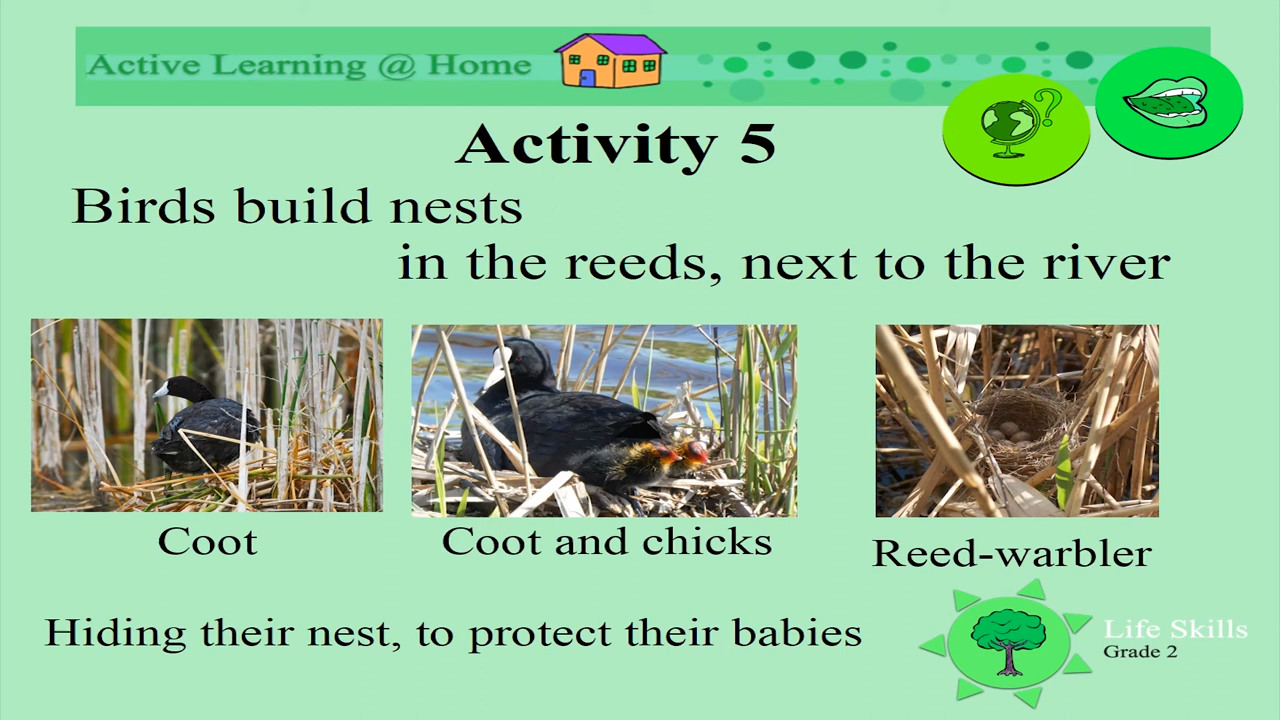 Active Learning @ Home
Activity 5
Birds build nests
in the reeds, next to the river
Coot
Coot and chicks
Reed-warbler
Hiding their nest, to protect their babies
Life Skills
Grade 2